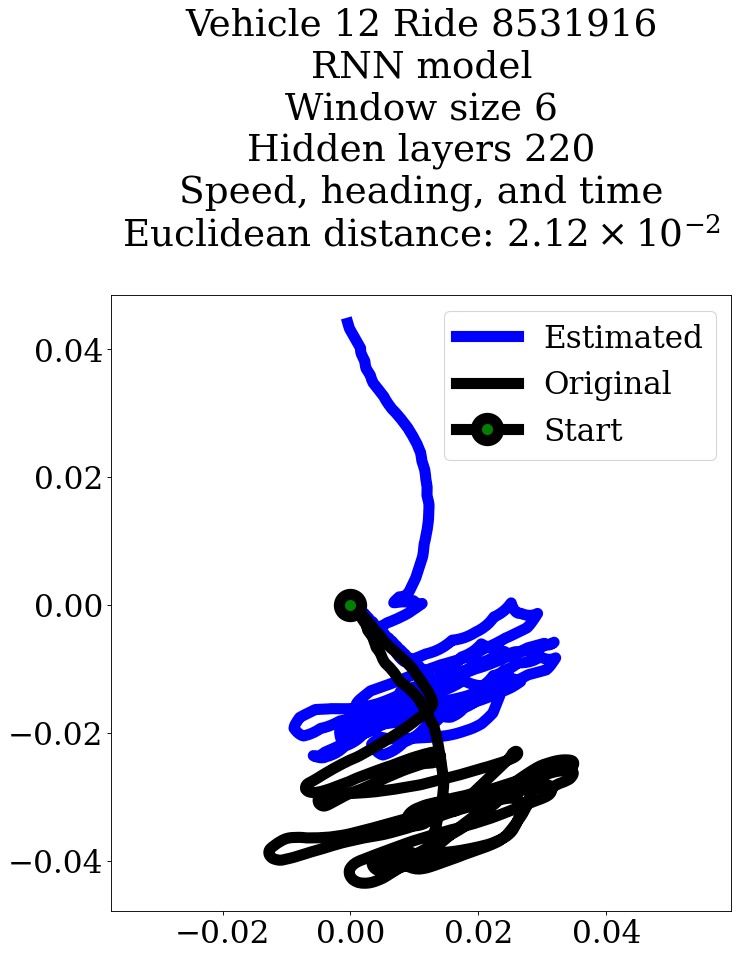 Vehicle 12 Ride 8531916
RNN model
Window size 6
Hidden layers 220
Speed, heading, and time
Euclidean distance: 2.12 × 10⁻²
Estimated
Original
Start
0.04
0.02
0.00
−0.02
−0.04
−0.02 0.00 0.02 0.04